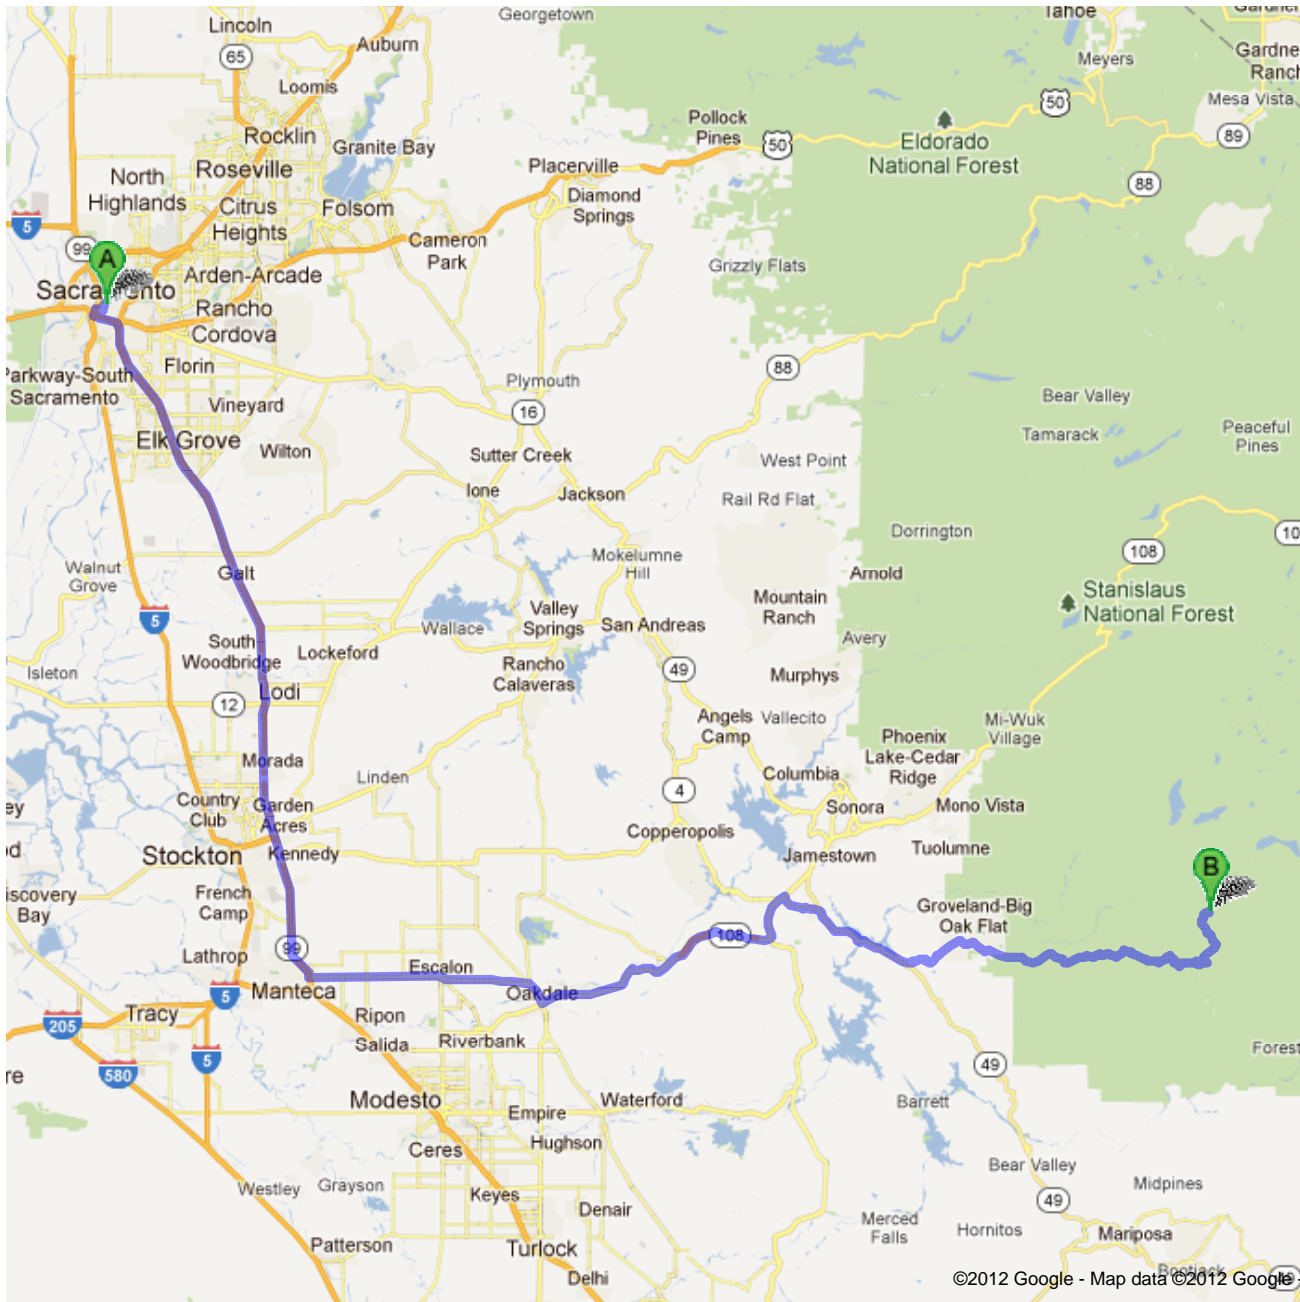 Georgetown
Tahoe
Lincoln
Auburn
65
Meyers
Gardne
Ranch
Loomis
Mesa Vista
50
Pollock
Pines
Rocklin
Granite Bay
50
Eldorado
National Forest
89
Placerville
Roseville
North
Highlands
88
Diamond
Springs
Citrus
Heights
Folsom
5
Cameron
Park
99
A
Grizzly Flats
Arden-Arcade
Rancho
Cordova
Florin
88
Parkway-South
Sacramento
Plymouth
Bear Valley
Vineyard
16
Tamarack
Peaceful
Pines
Elk Grove
Wilton
Sutter Creek
West Point
Ione
Jackson
Rail Rd Flat
Dorrington
10
108
Mokelumne
Hill
Walnut
Grove
Galt
Arnold
Stanislaus
National Forest
Mountain
Ranch
5
Valley
Springs
Wallace
San Andreas
Avery
South
Woodbridge
Lockeford
Isleton
Rancho
Calaveras
49
Murphys
Lodi
12
Angels
Camp
Vallecito
Mi-Wuk
Village
Phoenix
Lake-Cedar
Ridge
Morada
Linden
Columbia
4
Country
Club
Garden
Acres
Sonora
Mono Vista
ey
Copperopolis
od
Stockton
Kennedy
Jamestown
Tuolumne
B
iscovery
Bay
French
Camp
Groveland-Big
Oak Flat
108
99
Lathrop
Escalon
Manteca
5
Oakdale
Tracy
Ripon
205
Salida
Riverbank
5
Forest
580
re
49
Modesto
Waterford
Barrett
Empire
Hughson
Ceres
Bear Valley
Westley
Grayson
Keyes
Midpines
49
Denair
Merced
Falls
Hornitos
Mariposa
Patterson
Turlock
Delhi
Bootjack
©2012 Google - Map data ©2012 Google -